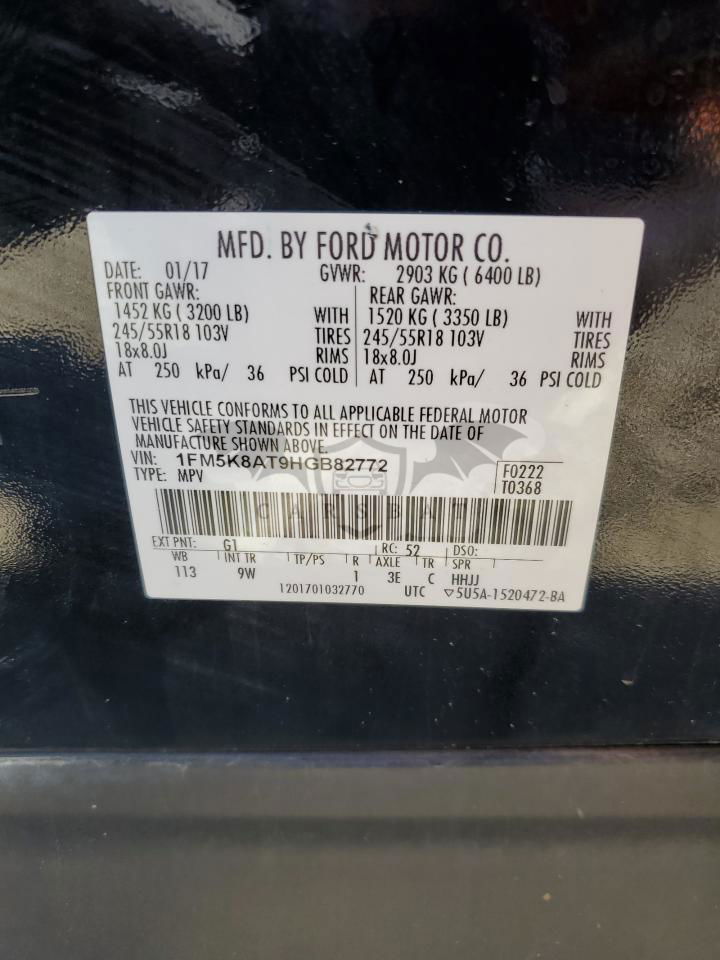 MFD. BY FORD MOTOR CO.
DATE: 01/17 GVWR: 2903 KG ( 6400 LB)
FRONT GAWR: REAR GAWR:
1452 KG ( 3200 LB) WITH 1520 KG ( 3350 LB) WITH
245/55R18 103V TIRES 245/55R18 103V TIRES
18x8.0J RIMS 18x8.0J RIMS
AT 250 kPa/ 36 PSI COLD AT 250 kPa/ 36 PSI COLD
THIS VEHICLE CONFORMS TO ALL APPLICABLE FEDERAL MOTOR
VEHICLE SAFETY STANDARDS IN EFFECT ON THE DATE OF
MANUFACTURE SHOWN ABOVE.
VIN: 1FM5K8AT9HGB82772 F0222
TYPE: MPV T0368
CARSBAT
EXT PNT: G1 RC: 52 DSO:
WB INT TR TP/PS R AXLE TR SPR
113 9W 1 3E C HHJJ
1201701032770 UTC ▽5U5A-1520472-BA